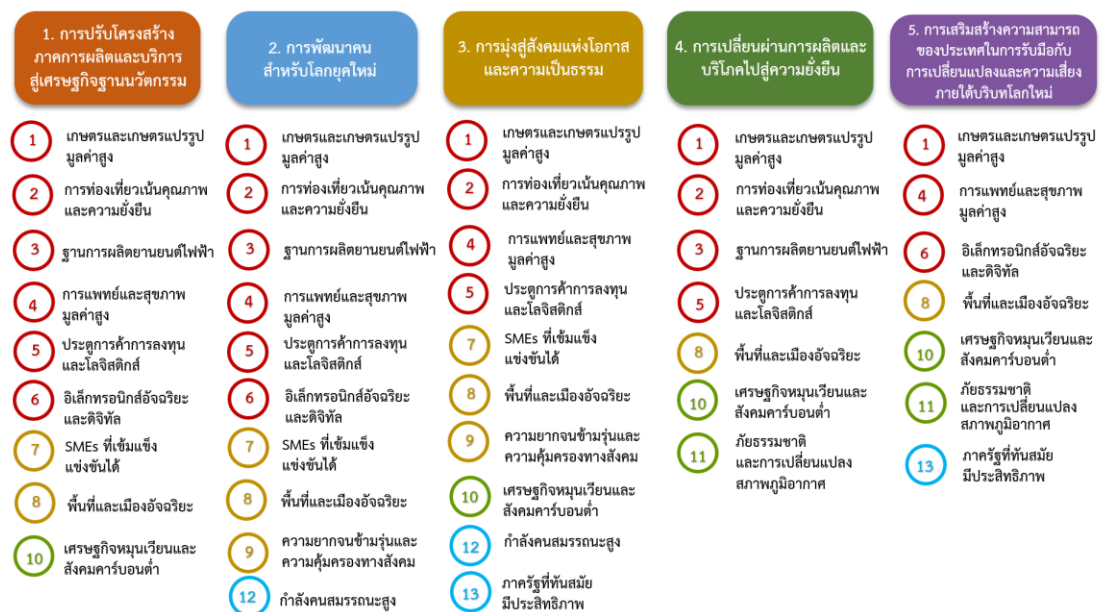 1. การปรับโครงสร้าง
ภาคการผลิตและบริการ
สู่เศรษฐกิจฐานนวัตกรรม
1
เกษตรและเกษตรแปรรูป
มูลค่าสูง
2
การท่องเที่ยวเน้นคุณภาพ
และความยั่งยืน
3
ฐานการผลิตยานยนต์ไฟฟ้า
4
การแพทย์และสุขภาพ
มูลค่าสูง
5
ประตูการค้าการลงทุน
และโลจิสติกส์
6
อิเล็กทรอนิกส์อัจฉริยะ
และดิจิทัล
7
SMEs ที่เข้มแข็ง
แข่งขันได้
8
พื้นที่และเมืองอัจฉริยะ
10
เศรษฐกิจหมุนเวียนและ
สังคมคาร์บอนต่ำ
2. การพัฒนาคน
สำหรับโลกยุคใหม่
1
เกษตรและเกษตรแปรรูป
มูลค่าสูง
2
การท่องเที่ยวเน้นคุณภาพ
และความยั่งยืน
3
ฐานการผลิตยานยนต์ไฟฟ้า
4
การแพทย์และสุขภาพ
มูลค่าสูง
5
ประตูการค้าการลงทุน
และโลจิสติกส์
6
อิเล็กทรอนิกส์อัจฉริยะ
และดิจิทัล
7
SMEs ที่เข้มแข็ง
แข่งขันได้
8
พื้นที่และเมืองอัจฉริยะ
9
ความยากจนข้ามรุ่นและ
ความคุ้มครองทางสังคม
12
กำลังคนสมรรถนะสูง
3. การมุ่งสู่สังคมแห่งโอกาส
และความเป็นธรรม
1
เกษตรและเกษตรแปรรูป
มูลค่าสูง
2
การท่องเที่ยวเน้นคุณภาพ
และความยั่งยืน
4
การแพทย์และสุขภาพ
มูลค่าสูง
5
ประตูการค้าการลงทุน
และโลจิสติกส์
7
SMEs ที่เข้มแข็ง
แข่งขันได้
8
พื้นที่และเมืองอัจฉริยะ
9
ความยากจนข้ามรุ่นและ
ความคุ้มครองทางสังคม
10
เศรษฐกิจหมุนเวียนและ
สังคมคาร์บอนต่ำ
12
กำลังคนสมรรถนะสูง
13
ภาครัฐที่ทันสมัย
มีประสิทธิภาพ
4. การเปลี่ยนผ่านการผลิตและ
บริโภคไปสู่ความยั่งยืน
1
เกษตรและเกษตรแปรรูป
มูลค่าสูง
2
การท่องเที่ยวเน้นคุณภาพ
และความยั่งยืน
3
ฐานการผลิตยานยนต์ไฟฟ้า
5
ประตูการค้าการลงทุน
และโลจิสติกส์
8
พื้นที่และเมืองอัจฉริยะ
10
เศรษฐกิจหมุนเวียนและ
สังคมคาร์บอนต่ำ
11
ภัยธรรมชาติ
และการเปลี่ยนแปลง
สภาพภูมิอากาศ
5. การเสริมสร้างความสามารถ
ของประเทศในการรับมือกับ
การเปลี่ยนแปลงและความเสี่ยง
ภายใต้บริบทโลกใหม่
1
เกษตรและเกษตรแปรรูป
มูลค่าสูง
4
การแพทย์และสุขภาพ
มูลค่าสูง
6
อิเล็กทรอนิกส์อัจฉริยะ
และดิจิทัล
8
พื้นที่และเมืองอัจฉริยะ
10
เศรษฐกิจหมุนเวียนและ
สังคมคาร์บอนต่ำ
11
ภัยธรรมชาติ
และการเปลี่ยนแปลง
สภาพภูมิอากาศ
13
ภาครัฐที่ทันสมัย
มีประสิทธิภาพ